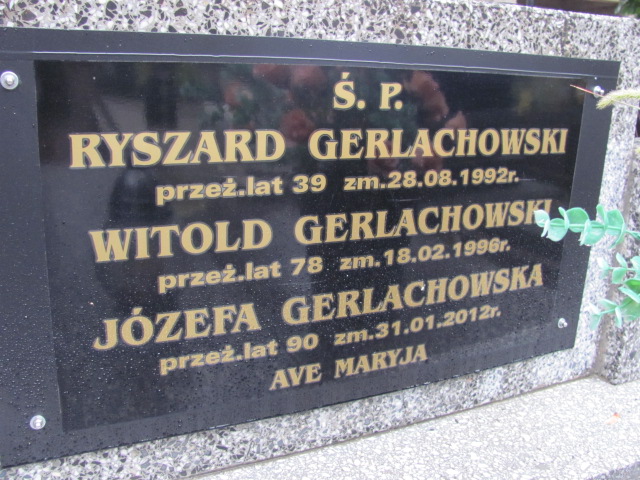 Ś. P.
RYSZARD GERLACHOWSKI
przeż.lat 39 zm.28.08.1992r.
WITOLD GERLACHOWSKI
przeż.lat 78 zm.18.02.1996r.
JÓZEFA GERLACHOWSKA
przeż.lat 90 zm.31.01.2012r.
AVE MARYJA